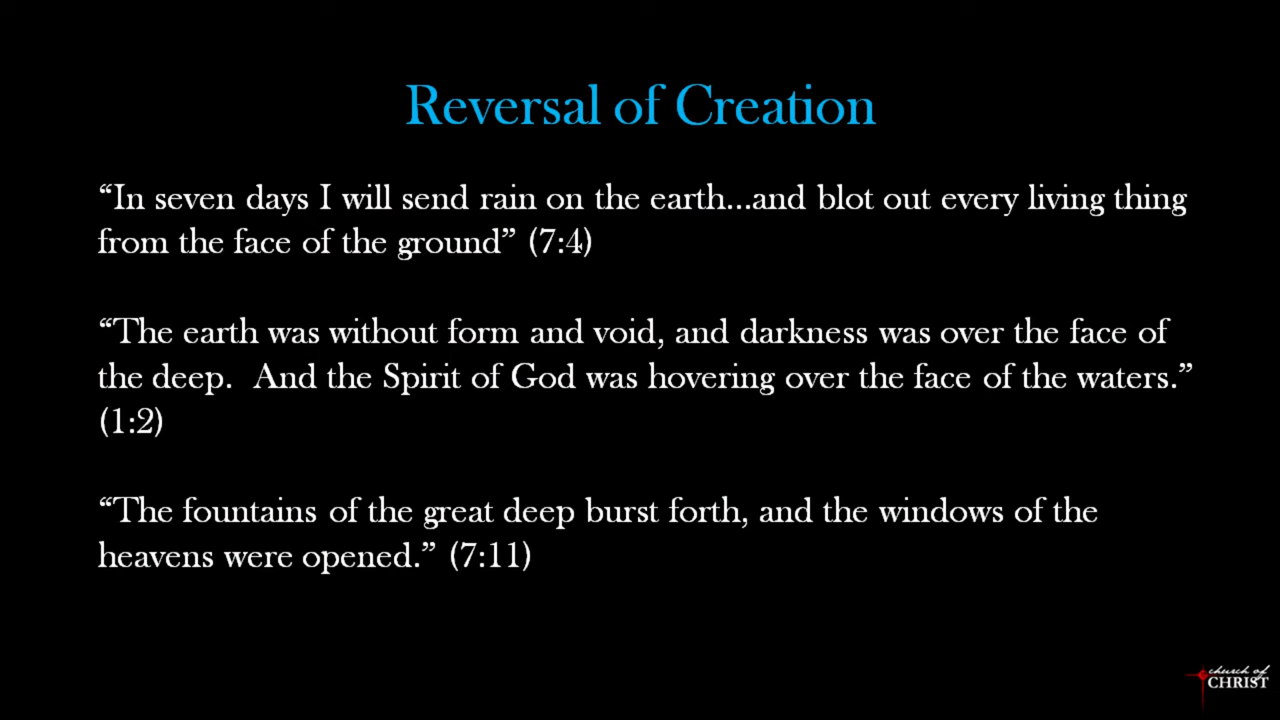 Reversal of Creation
“In seven days I will send rain on the earth...and blot out every living thing
from the face of the ground” (7:4)
“The earth was without form and void, and darkness was over the face of
the deep.  And the Spirit of God was hovering over the face of the waters.”
(1:2)
“The fountains of the great deep burst forth, and the windows of the
heavens were opened.” (7:11)
church of
CHRIST